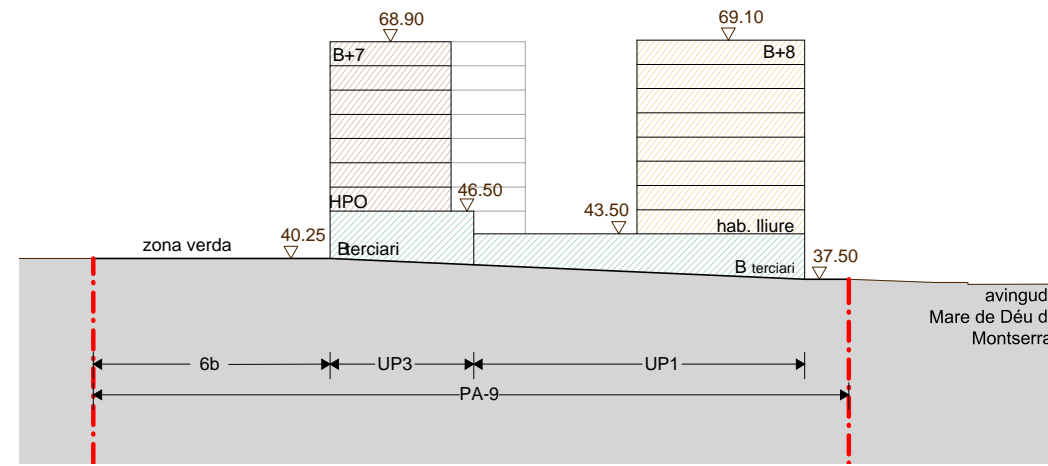 68.90
69.10
B+7
B+8
HPO
46.50
43.50
hab. lliure
zona verda
40.25
B terciari
B terciari
37.50
avingud
Mare de Déu d
Montserra
6b
UP3
UP1
PA-9